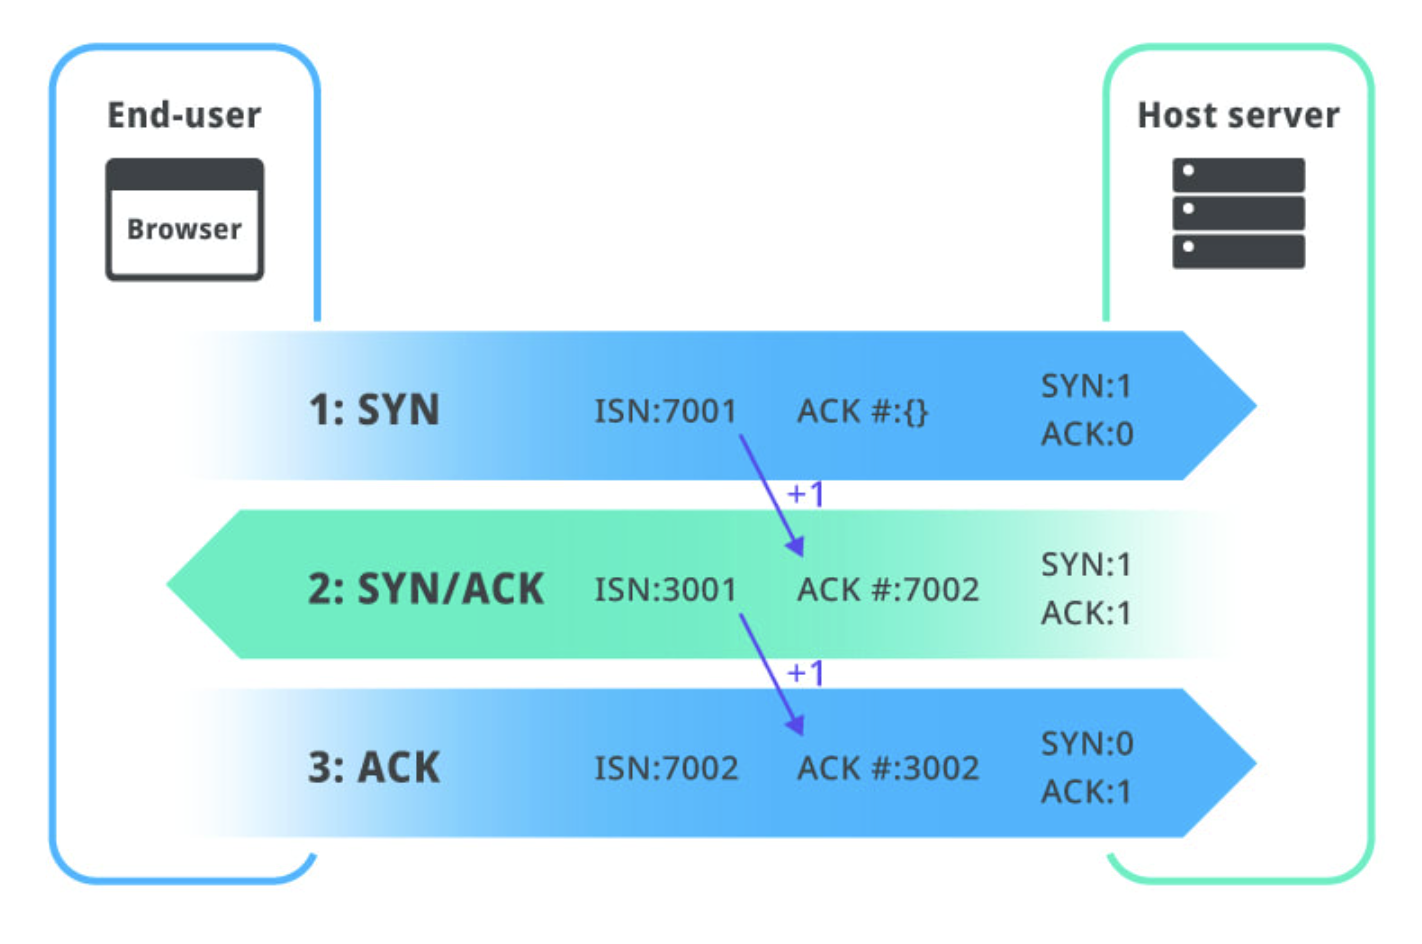 End-user
Host server
Browser
1: SYN
ISN:7001
ACK #:{}
SYN:1
ACK:0
+1
2: SYN/ACK
ISN:3001
ACK #:7002
SYN:1
ACK:1
+1
3: ACK
ISN:7002
ACK #:3002
SYN:0
ACK:1